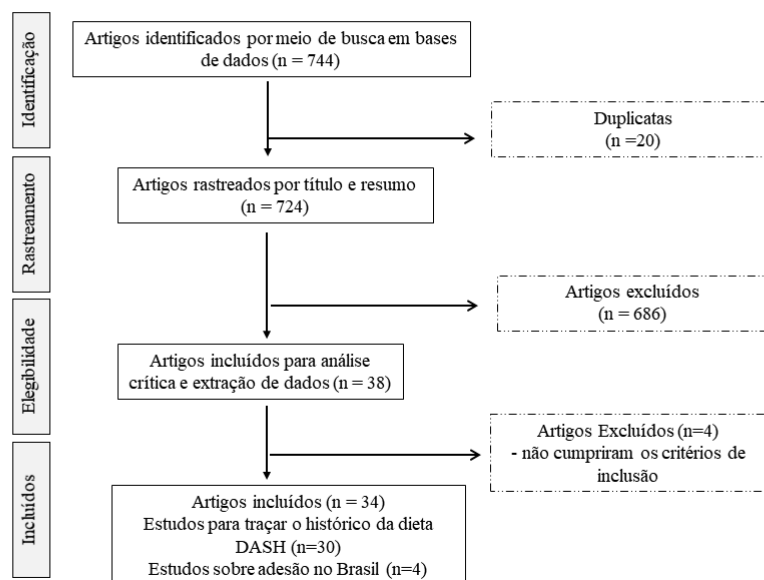 Identificação
Artigos identificados por meio de busca em bases
de dados (n = 744)
Duplicatas
(n =20)
Rastreamento
Artigos rastreados por título e resumo
(n = 724)
Artigos excluídos
(n = 686)
Elegibilidade
Artigos incluídos para análise
crítica e extração de dados (n = 38)
Artigos Excluídos (n=4)
- não cumpriram os critérios de
inclusão
Incluídos
Artigos incluídos (n = 34)
Estudos para traçar o histórico da dieta
DASH (n=30)
Estudos sobre adesão no Brasil (n=4)